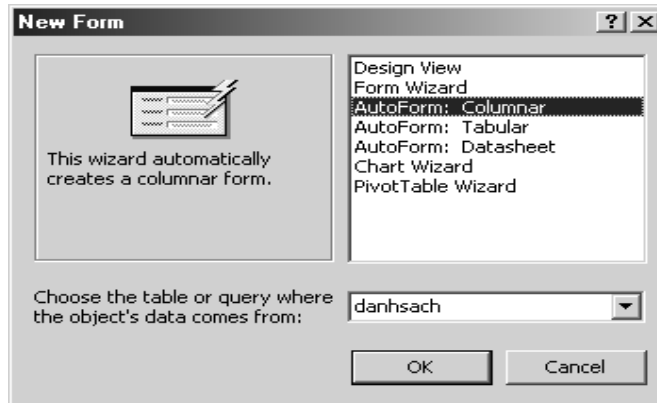 New Form
This wizard automatically
creates a columnar form.
Design View
Form Wizard
AutoForm: Columnar
AutoForm: Tabular
AutoForm: Datasheet
Chart Wizard
PivotTable Wizard
Choose the table or query where
the object's data comes from:
danhsach
OK
Cancel